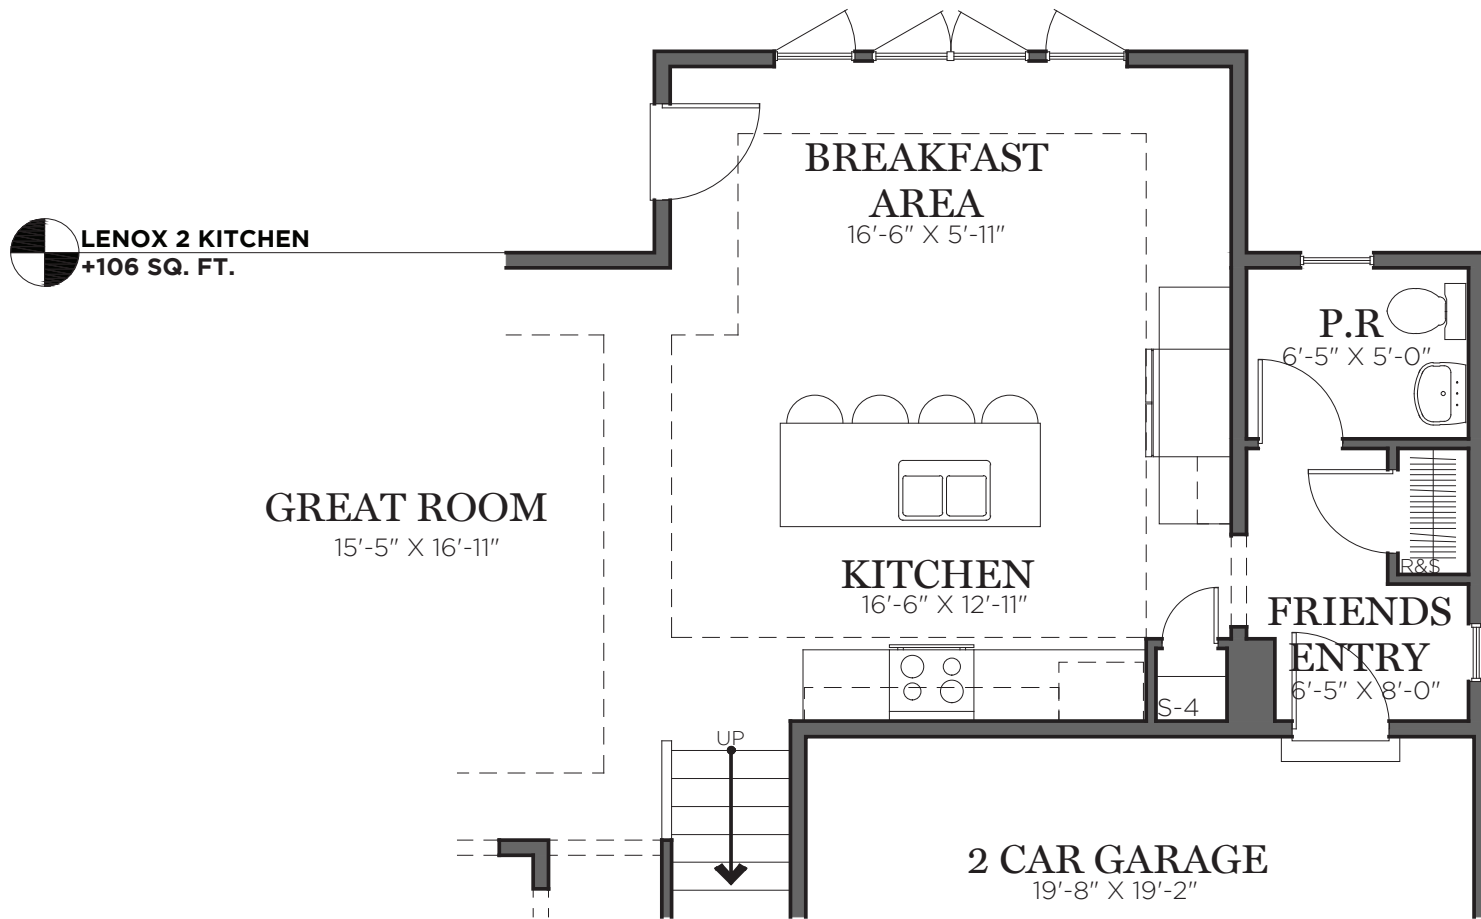 BREAKFAST
AREA
16'-6" X 5'-11"
LENOX 2 KITCHEN
+106 SQ. FT.
P.R
6'-5" X 5'-0"
GREAT ROOM
15'-5" X 16'-11"
KITCHEN
16'-6" X 12'-11"
R&S
FRIENDS
ENTRY
6'-5" X 8'-0"
S-4
UP
2 CAR GARAGE
19'-8" X 19'-2"